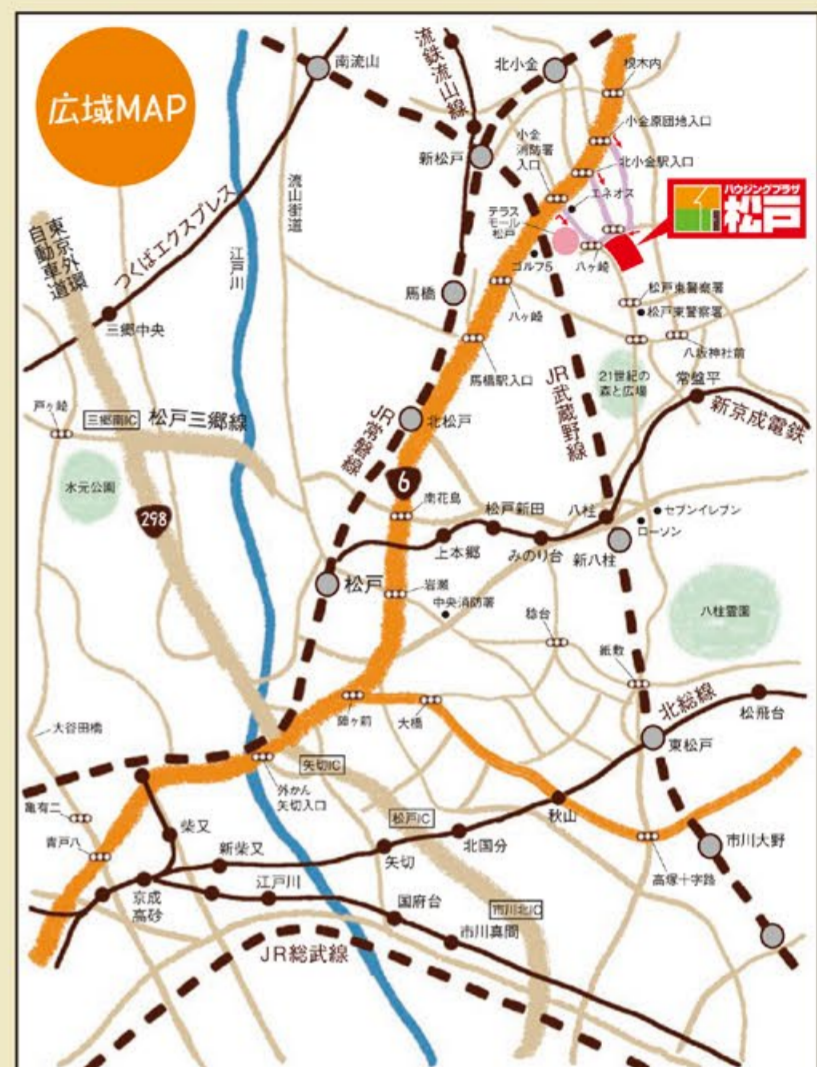 広域MAP
南流山
流鉄流山線
北小金
根木内
小金原団地入口
小金
消防署
入口
北小金駅入口
エネオス
新松戸
流山街道
ハウジングプラザ
松戸
テラス
モール
松戸
ゴルフ5
八ヶ崎
つくばエクスプレス
東京外環
自動車道
江戸川
馬橋
八ヶ崎
松戸東警察署
松戸東警察署
三郷中央
馬橋駅入口
八坂神社前
JR武蔵野線
21世紀の
森と広場
常盤平
新京成電鉄
戸ヶ崎
三郷南IC
松戸三郷線
JR常磐線
北松戸
6
水元公園
298
南花島
松戸新田
八柱
セブンイレブン
ローソン
上本郷
みのり台
新八柱
松戸
岩瀬
中央消防署
稔台
八柱霊園
紙敷
北総線
松飛台
陣ヶ前
大橋
大谷田橋
東松戸
矢切IC
外かん
矢切入口
亀有二
松戸IC
秋山
柴又
青戸八
新柴又
矢切
北国分
市川大野
高塚十字路
京成
高砂
江戸川
国府台
市川北IC
市川真間
JR総武線